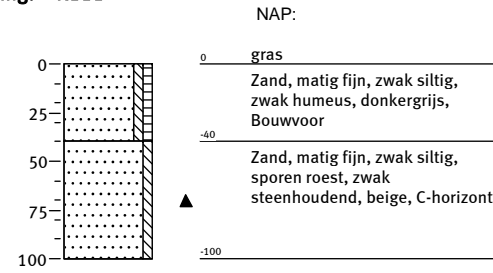 NAP:
0
25
50
75
100
0
gras
Zand, matig fijn, zwak siltig,
zwak humeus, donkergrijs,
Bouwvoor
-40
Zand, matig fijn, zwak siltig,
sporen roest, zwak
steenhoudend, beige, C-horizont
-100